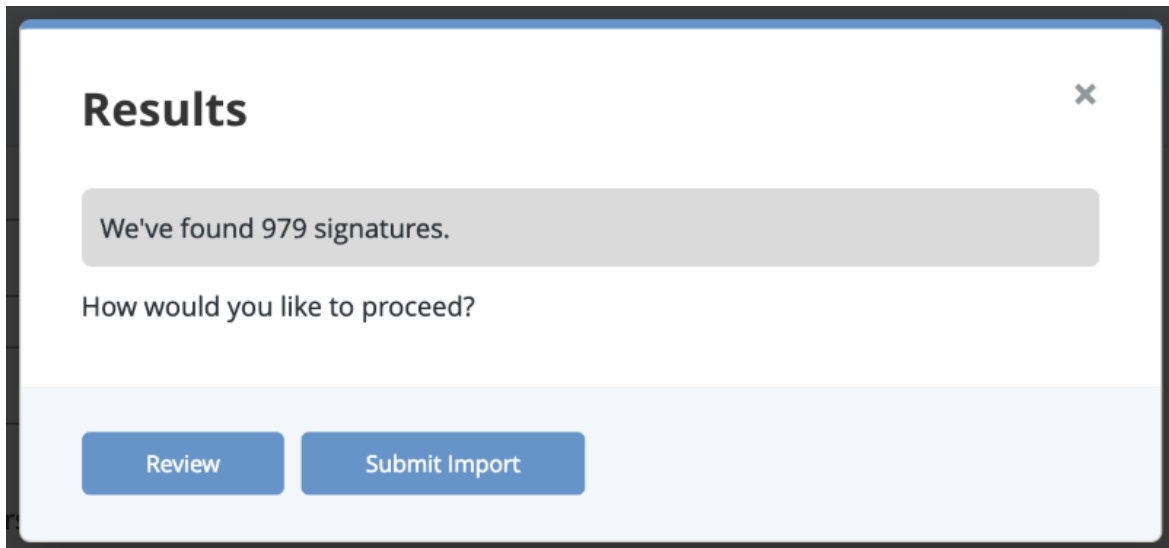 Results
×
We've found 979 signatures.
How would you like to proceed?
Review
Submit Import